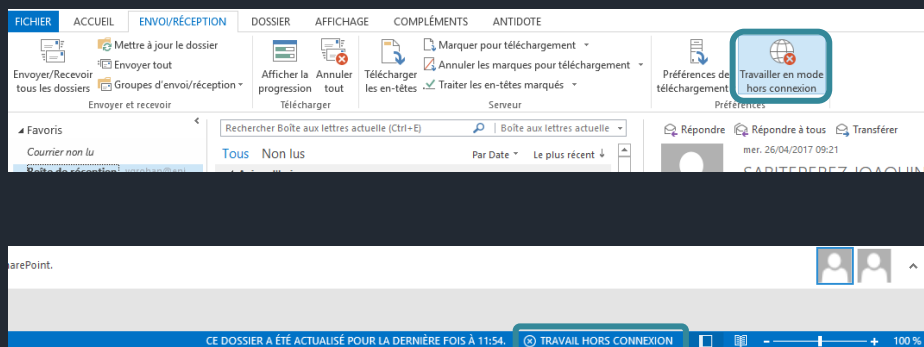 FICHIER ACCUEIL ENVOI/RÉCEPTION DOSSIER AFFICHAGE COMPLÉMENTS ANTIDOTE
Envoyer/Recevoir tous les dossiers
Mettre à jour le dossier
Envoyer tout
Groupes d'envoi/réception
Envoyer et recevoir
Afficher la progression
Annuler tout
Télécharger
Télécharger les en-têtes
Marquer pour téléchargement
Annuler les marques pour téléchargement
Traiter les en-têtes marqués
Serveur
Préférences de téléchargement
Travailler en mode hors connexion
Préférences
Favoris
Courrier non lu
Boîte de réception
Rechercher Boîte aux lettres actuelle (Ctrl+E) Boîte aux lettres actuelle
Tous Non lus Par Date Le plus récent
Répondre Répondre à tous Transférer
mer. 26/04/2017 09:21
arePoint.
CE DOSSIER A ÉTÉ ACTUALISÉ POUR LA DERNIÈRE FOIS À 11:54. TRAVAIL HORS CONNEXION 100 %